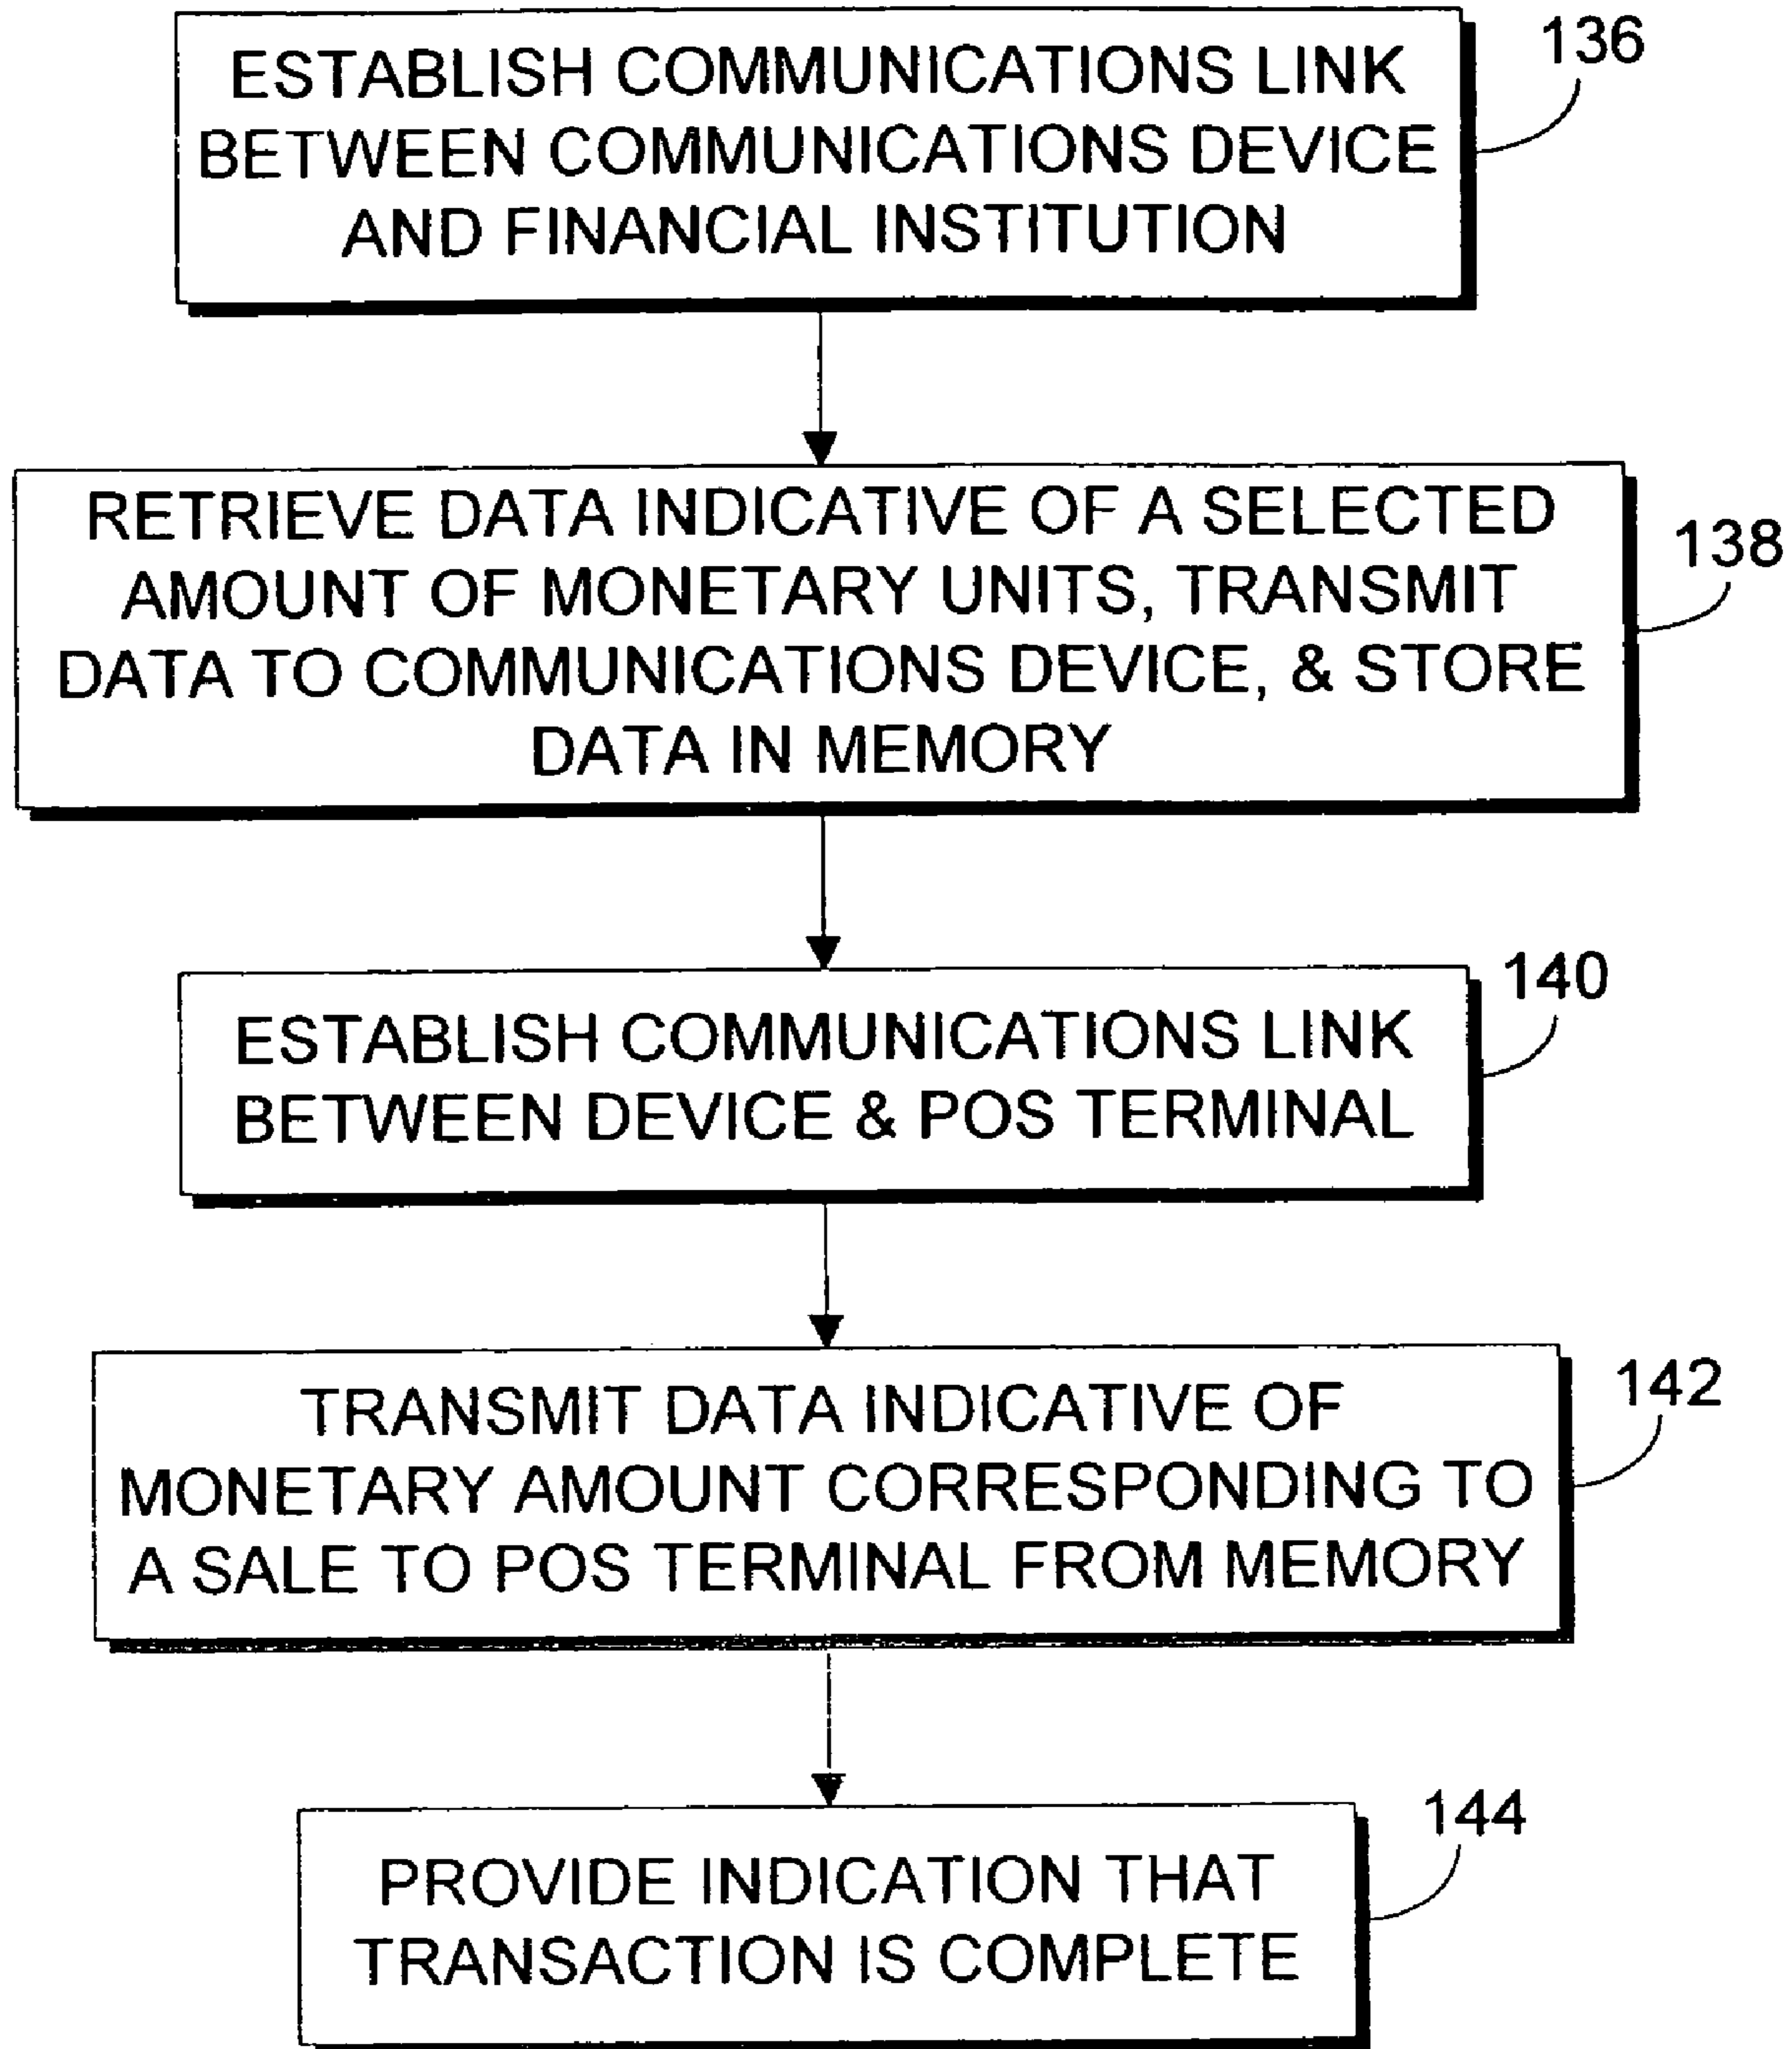 136
ESTABLISH COMMUNICATIONS LINK
BETWEEN COMMUNICATIONS DEVICE
AND FINANCIAL INSTITUTION
138
RETRIEVE DATA INDICATIVE OF A SELECTED
AMOUNT OF MONETARY UNITS, TRANSMIT
DATA TO COMMUNICATIONS DEVICE, & STORE
DATA IN MEMORY
140
ESTABLISH COMMUNICATIONS LINK
BETWEEN DEVICE & POS TERMINAL
142
TRANSMIT DATA INDICATIVE OF
MONETARY AMOUNT CORRESPONDING TO
A SALE TO POS TERMINAL FROM MEMORY
144
PROVIDE INDICATION THAT
TRANSACTION IS COMPLETE